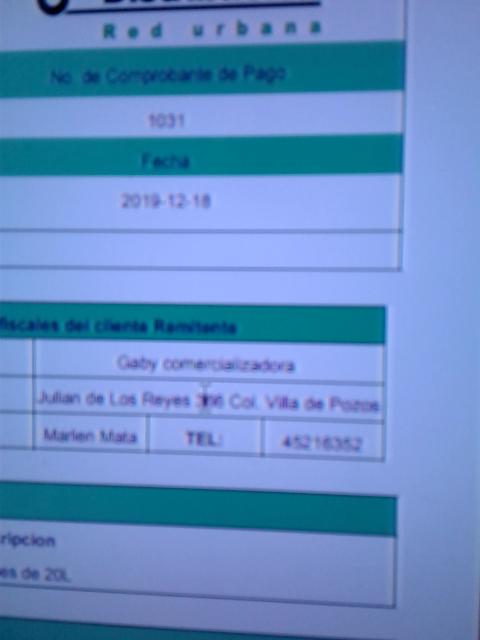 Red urbana
No. de Comprobante de Pago
1031
Fecha
2019-12-18
fiscales del cliente Remitente
Gaby comercializadora
Julian de Los Reyes Col. Villa de Pozos
Marlen Mata TEL: 45216352
ripcion
es de 20L